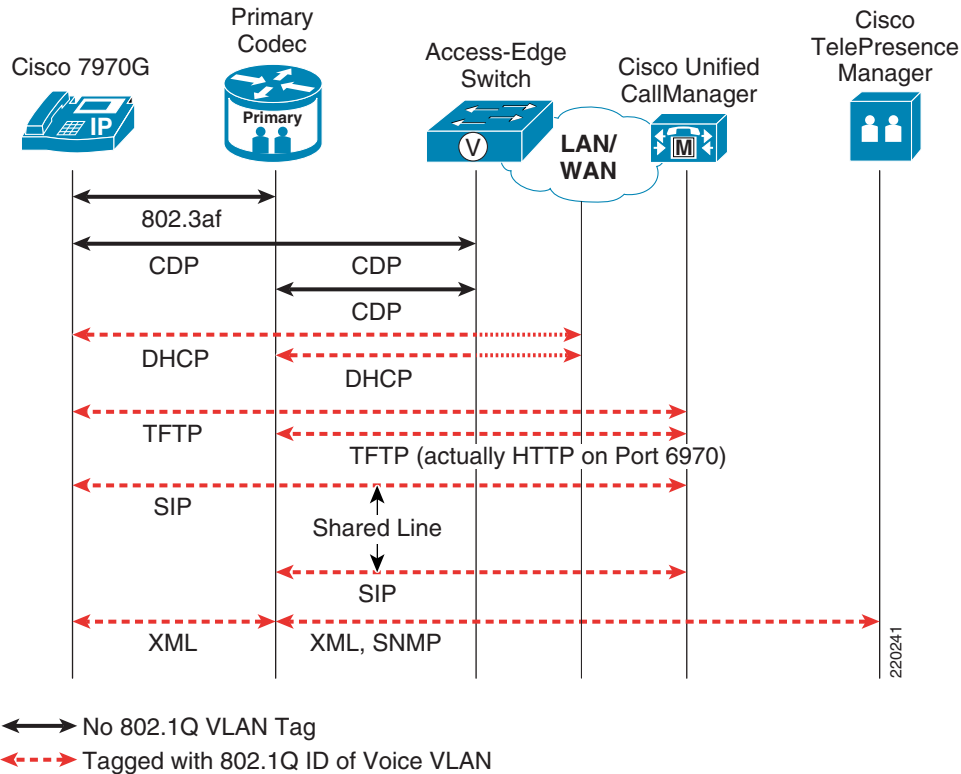 Cisco 7970G
Primary
Codec
Access-Edge
Switch
Cisco Unified
CallManager
Cisco
TelePresence
Manager
IP
Primary
V
LAN/
WAN
M
802.3af
CDP
CDP
CDP
DHCP
DHCP
TFTP
TFTP (actually HTTP on Port 6970)
SIP
Shared Line
SIP
XML
XML, SNMP
220241
No 802.1Q VLAN Tag
Tagged with 802.1Q ID of Voice VLAN